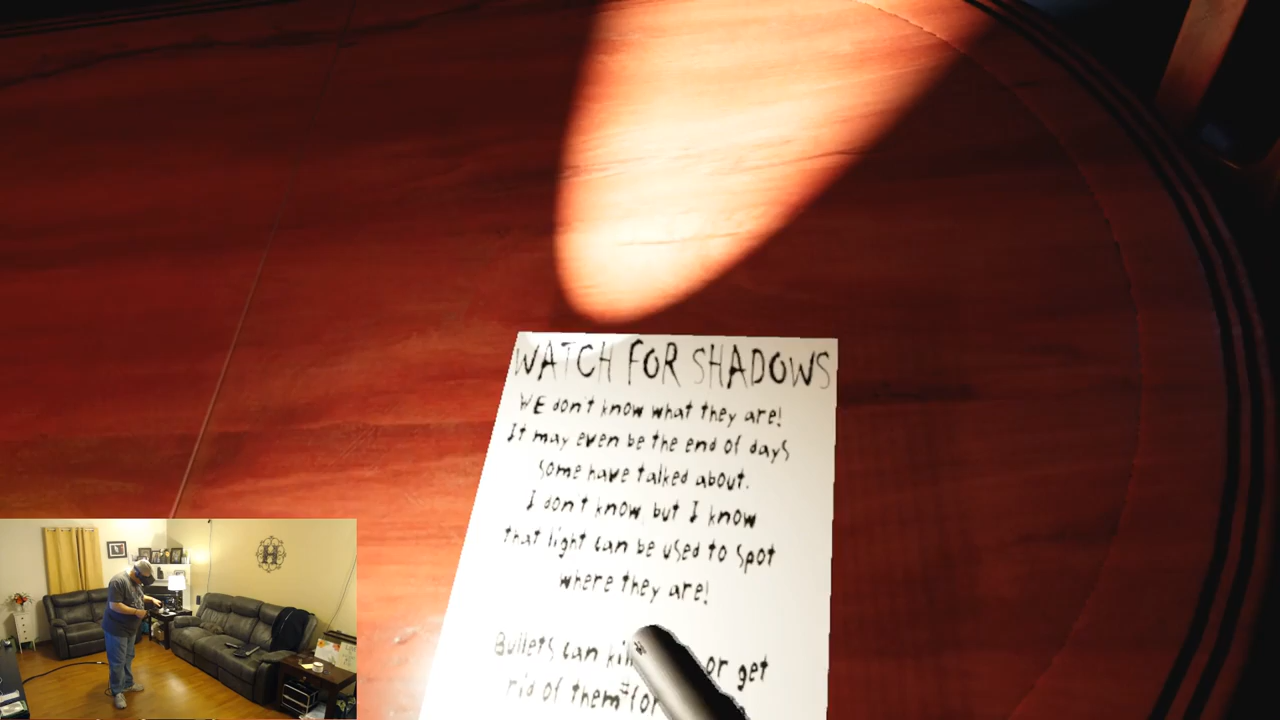 WATCH FOR SHADOWS
WE don't know what they are!
It may even be the end of days
some have talked about.
I don't know, but I know
that light can be used to spot
where they are!
Bullets can or get
rid of them for